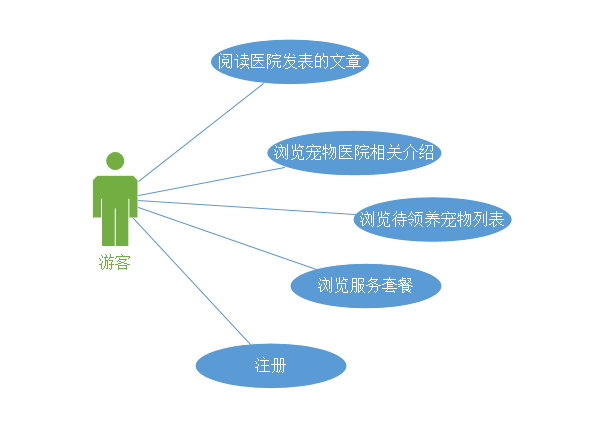 阅读医院发表的文章
浏览宠物医院相关介绍
浏览待领养宠物列表
游客
浏览服务套餐
注册